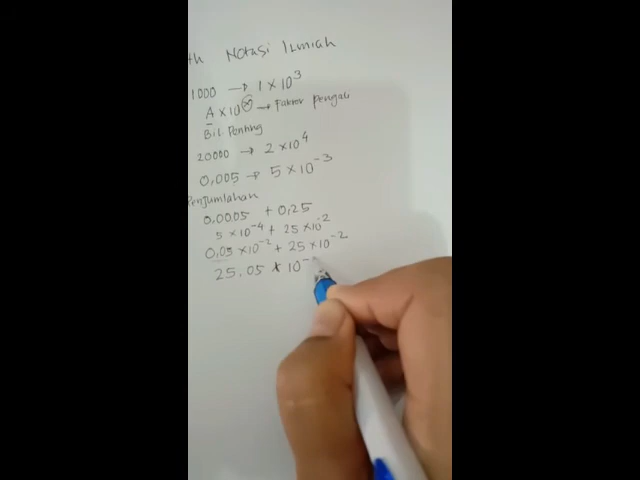 th Notasi Ilmiah
1000 → 1 × 10³
A × 10ⓧ → Faktor Pengali
Bil. Penting
20000 → 2 × 10⁴
0,005 → 5 × 10⁻³
Penjumlahan
0,0005 + 0,25
5 × 10⁻⁴ + 25 × 10⁻²
0,05 × 10⁻² + 25 × 10⁻²
25.05 × 10⁻